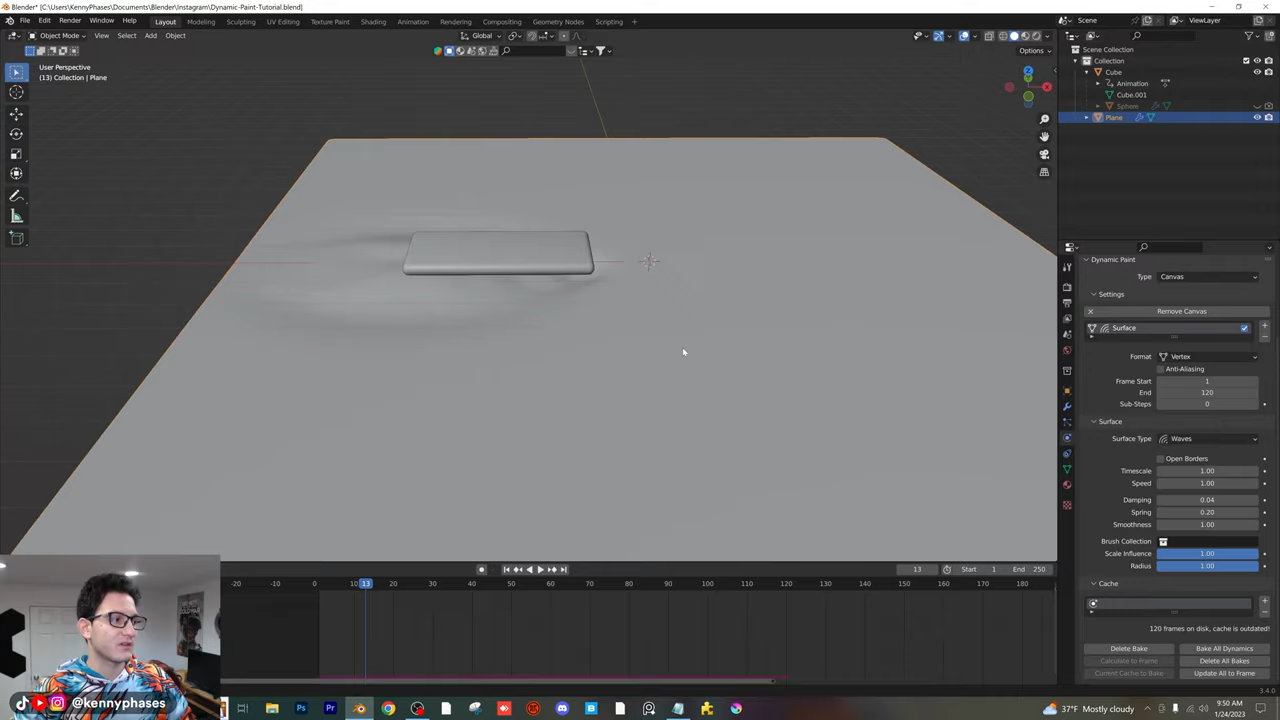 Blender* [C:\Users\KennyPhases\Documents\Blender\Instagram\Dynamic-Paint-Tutorial.blend]
File Edit Render Window Help Layout Modeling Sculpting UV Editing Texture Paint Shading Animation Rendering Compositing Geometry Nodes Scripting + Scene ViewLayer
Object Mode View Select Add Object Global
Options
User Perspective
(13) Collection | Plane
Z
Y
X
Scene Collection
Collection
Cube
Animation
Cube.001
Sphere
Plane
Dynamic Paint
Type Canvas
Settings
Remove Canvas
Surface
Format Vertex
Anti-Aliasing
Frame Start 1
End 120
Sub-Steps 0
Surface
Surface Type Waves
Open Borders
Timescale 1.00
Speed 1.00
Damping 0.04
Spring 0.20
Smoothness 1.00
Brush Collection
Scale Influence 1.00
Radius 1.00
Cache
120 frames on disk, cache is outdated!
Delete Bake Bake All Dynamics
Calculate to Frame Delete All Bakes
Current Cache to Bake Update All to Frame
13 Start 1 End 250
-20 0 10 13 20 30 40 50 60 70 80 90 100 110 120 130 140 150 160 170 180
3.4.0
@kennyphases
Ps Pr
37°F Mostly cloudy
9:50 AM
1/24/2023